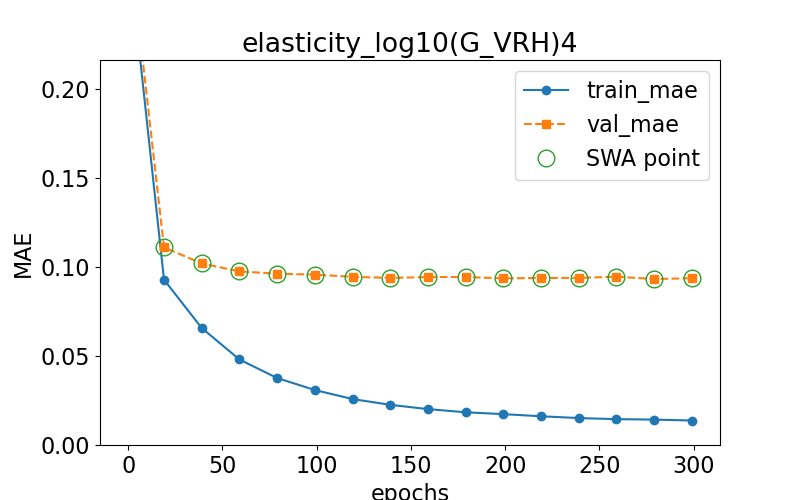 elasticity_log10(G_VRH)4
0.20
0.15
0.10
0.05
0.00
MAE
train_mae
val_mae
SWA point
0 50 100 150 200 250 300
epochs